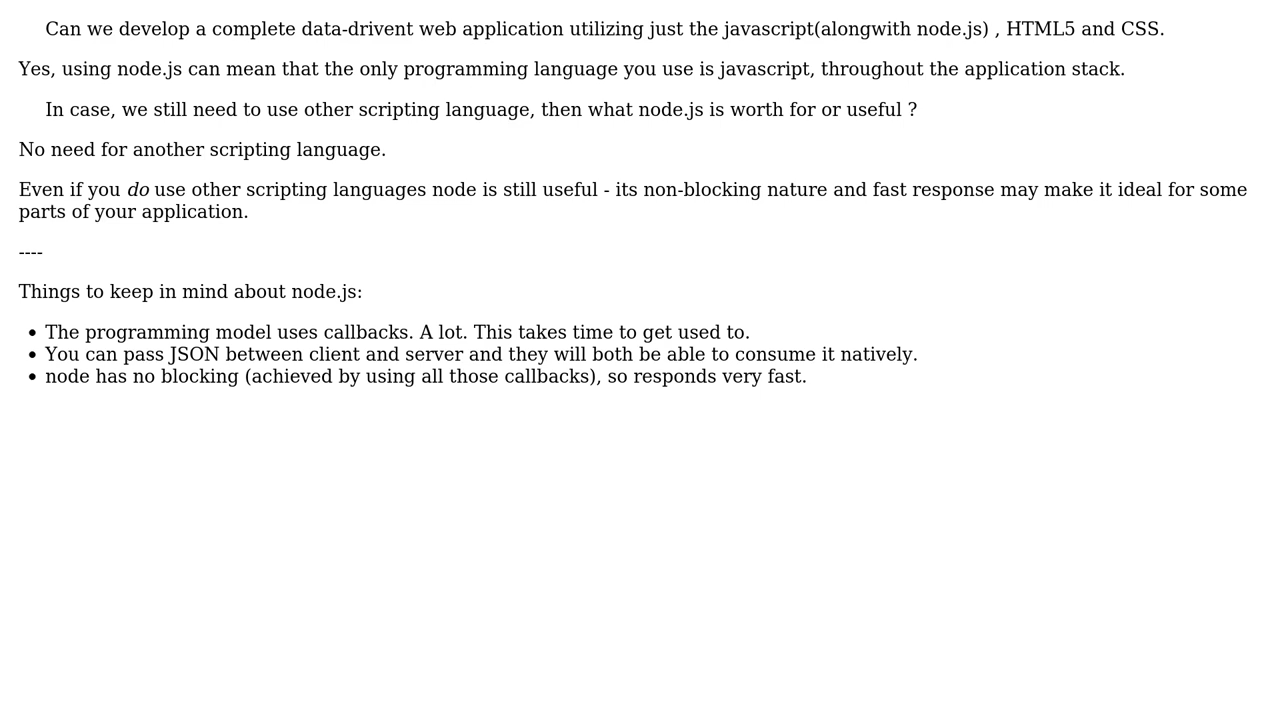 Can we develop a complete data-drivent web application utilizing just the javascript(alongwith node.js) , HTML5 and CSS.
Yes, using node.js can mean that the only programming language you use is javascript, throughout the application stack.
In case, we still need to use other scripting language, then what node.js is worth for or useful ?
No need for another scripting language.
Even if you do use other scripting languages node is still useful - its non-blocking nature and fast response may make it ideal for some
parts of your application.
----
Things to keep in mind about node.js:
• The programming model uses callbacks. A lot. This takes time to get used to.
• You can pass JSON between client and server and they will both be able to consume it natively.
• node has no blocking (achieved by using all those callbacks), so responds very fast.